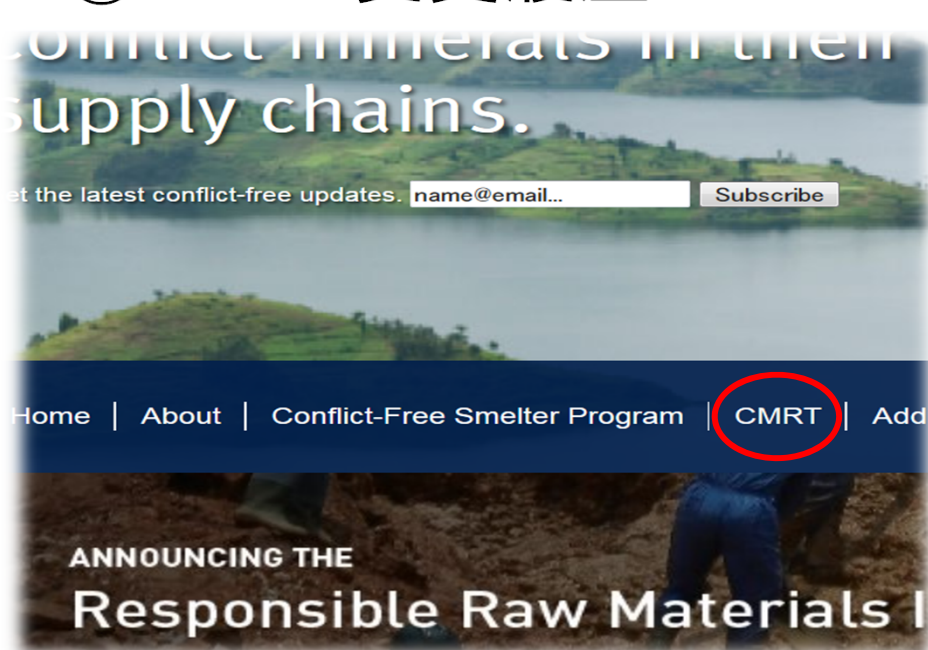 conflict minerals in their
supply chains.
the latest conflict-free updates. name@email... Subscribe
Home | About | Conflict-Free Smelter Program | CMRT | Add
ANNOUNCING THE
Responsible Raw Materials I